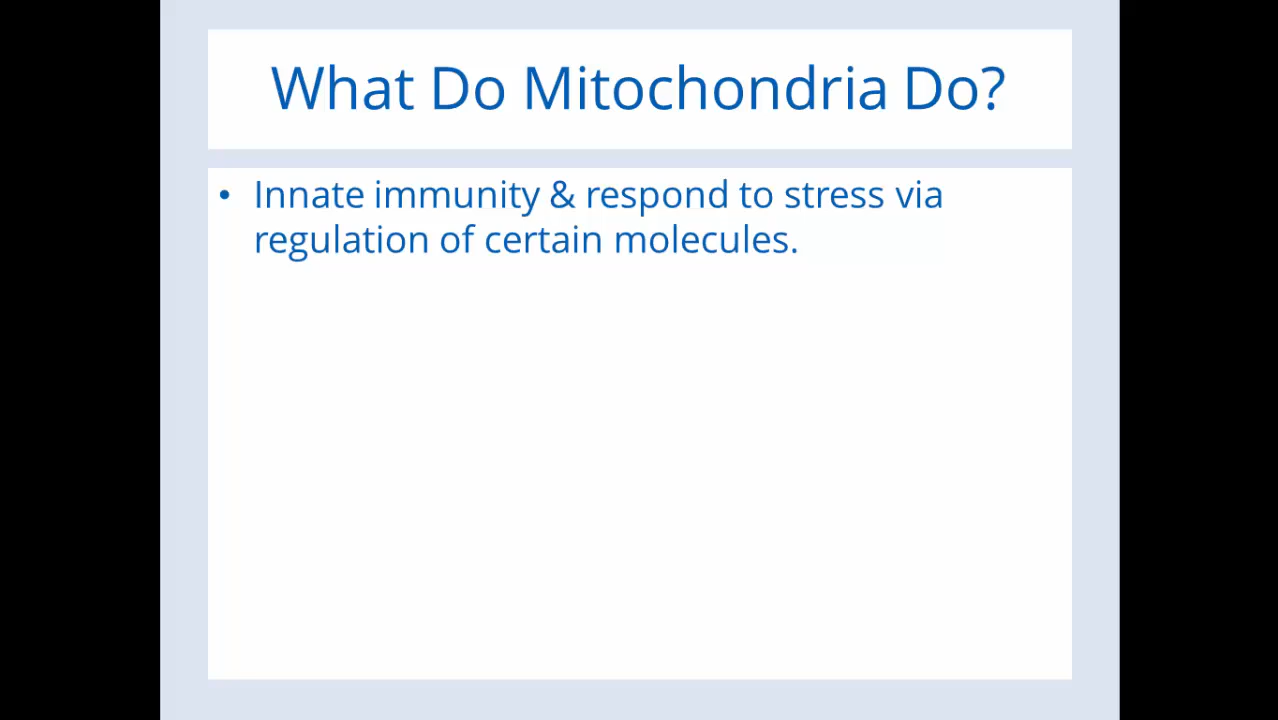 What Do Mitochondria Do?
• Innate immunity & respond to stress via
regulation of certain molecules.